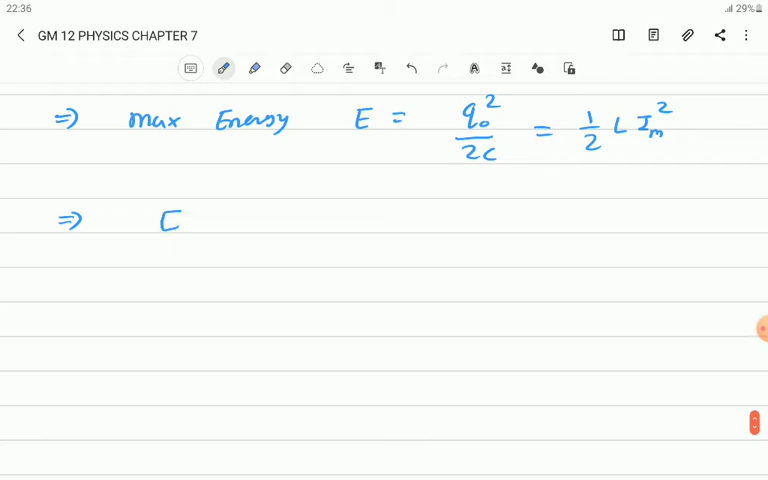 22:36 29%
GM 12 PHYSICS CHAPTER 7
⇒ max Energy E = q₀²/2C = 1/2 L Iₘ²
⇒ [